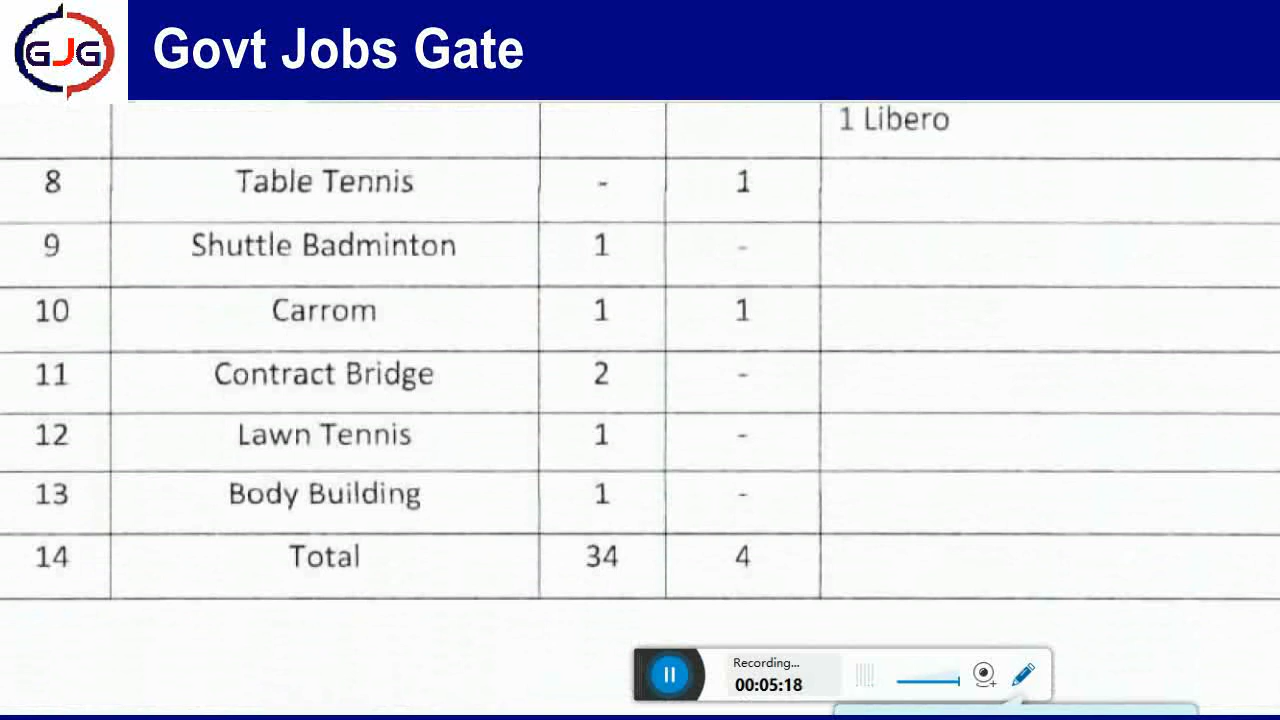 GJG Govt Jobs Gate
1 Libero
8 Table Tennis - 1
9 Shuttle Badminton 1 -
10 Carrom 1 1
11 Contract Bridge 2 -
12 Lawn Tennis 1 -
13 Body Building 1 -
14 Total 34 4
Recording...
00:05:18